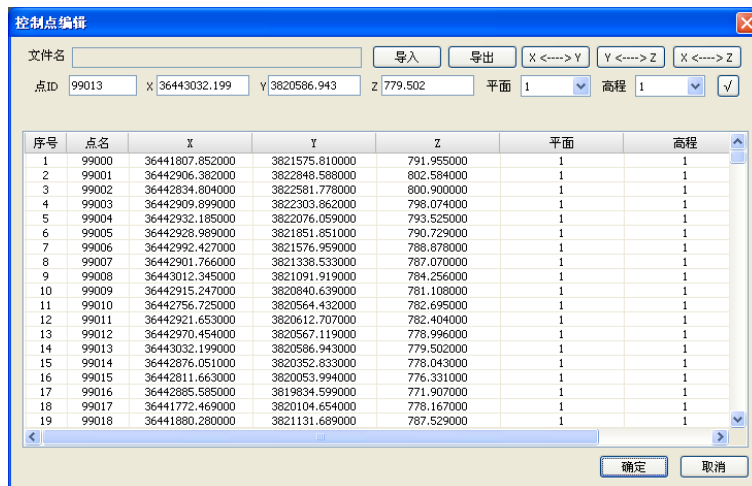 控制点编辑
文件名 导入 导出 X <----> Y Y <----> Z X <----> Z
点ID 99013 X 36443032.199 Y 3820586.943 Z 779.502 平面 1 高程 1 √
序号 点名 X Y Z 平面 高程
1 99000 36441807.852000 3821575.810000 791.955000 1 1
2 99001 36442906.382000 3822848.588000 802.584000 1 1
3 99002 36442834.804000 3822581.778000 800.900000 1 1
4 99003 36442909.899000 3822303.862000 798.074000 1 1
5 99004 36442932.185000 3822076.059000 793.525000 1 1
6 99005 36442928.989000 3821851.851000 790.729000 1 1
7 99006 36442992.427000 3821576.959000 788.878000 1 1
8 99007 36442901.766000 3821338.533000 787.070000 1 1
9 99008 36443012.345000 3821091.919000 784.256000 1 1
10 99009 36442915.247000 3820840.639000 781.108000 1 1
11 99010 36442756.725000 3820564.432000 782.695000 1 1
12 99011 36442921.653000 3820612.707000 782.404000 1 1
13 99012 36442970.454000 3820567.119000 778.996000 1 1
14 99013 36443032.199000 3820586.943000 779.502000 1 1
15 99014 36442876.051000 3820352.833000 778.043000 1 1
16 99015 36442811.663000 3820053.994000 776.331000 1 1
17 99016 36442885.585000 3819834.599000 771.907000 1 1
18 99017 36441772.469000 3820104.654000 778.167000 1 1
19 99018 36441880.280000 3821131.689000 787.529000 1 1
确定 取消